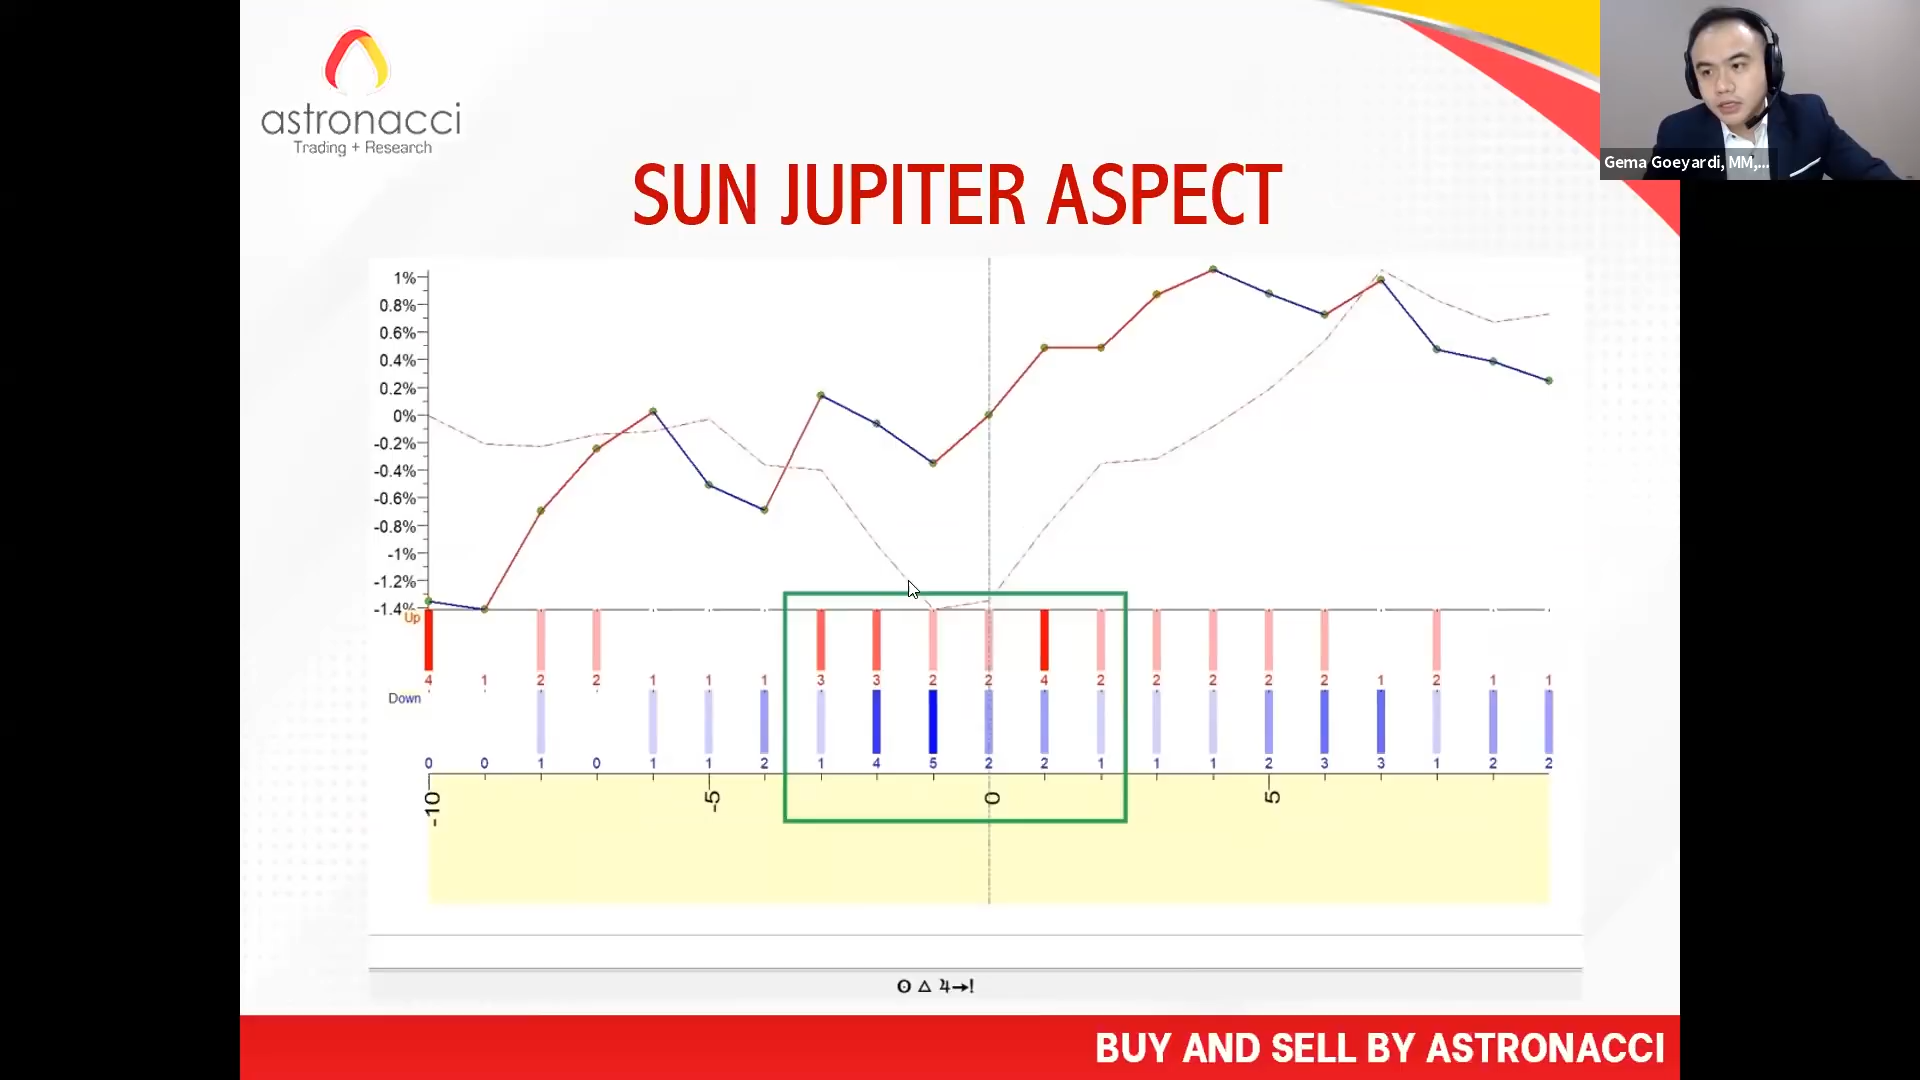 astronacci
Trading + Research
Gema Goeyardi, MM,...
SUN JUPITER ASPECT
1%
0.8%
0.6%
0.4%
0.2%
0%
-0.2%
-0.4%
-0.6%
-0.8%
-1%
-1.2%
-1.4%
Up
4 1 2 2 1 1 1 3 3 2 2 4 2 2 2 2 2 1 2 1 1
Down
0 0 1 0 1 1 2 1 4 5 2 2 1 1 1 2 3 3 1 2 2
-10 -5 0 5
⊙ △ ♃→!
BUY AND SELL BY ASTRONACCI